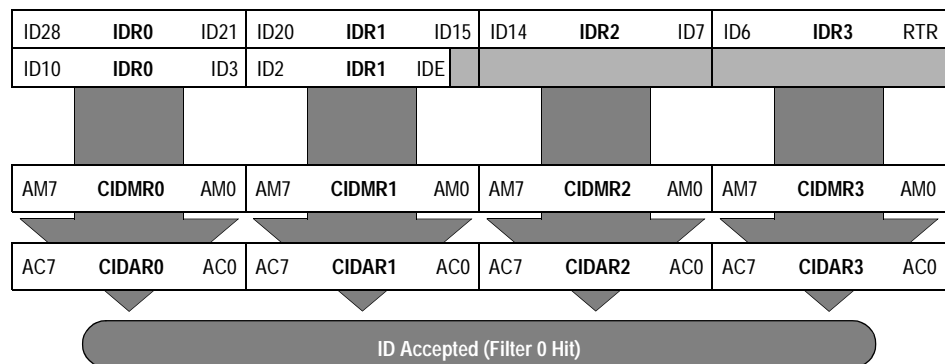 ID28 IDR0 ID21 ID20 IDR1 ID15 ID14 IDR2 ID7 ID6 IDR3 RTR
ID10 IDR0 ID3 ID2 IDR1 IDE
AM7 CIDMR0 AM0 AM7 CIDMR1 AM0 AM7 CIDMR2 AM0 AM7 CIDMR3 AM0
AC7 CIDAR0 AC0 AC7 CIDAR1 AC0 AC7 CIDAR2 AC0 AC7 CIDAR3 AC0
ID Accepted (Filter 0 Hit)